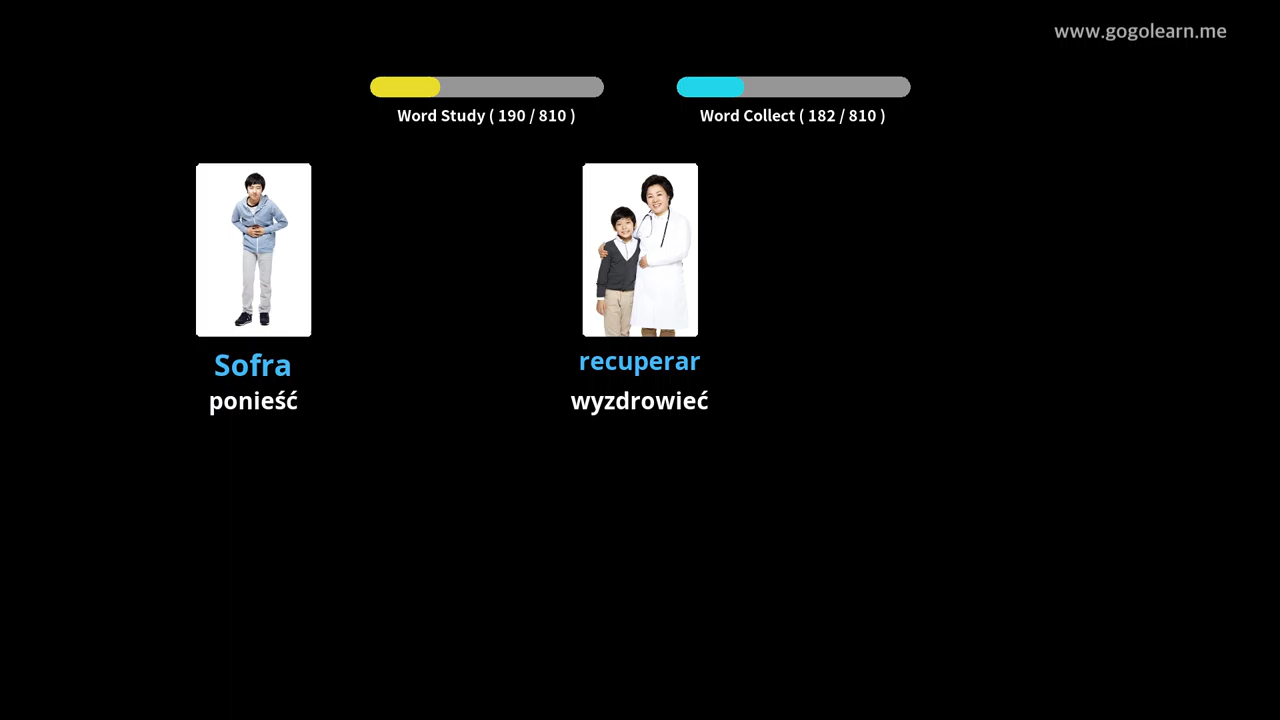 www.gogolearn.me
Word Study ( 190 / 810 )
Word Collect ( 182 / 810 )
Sofra
ponieść
recuperar
wyzdrowieć